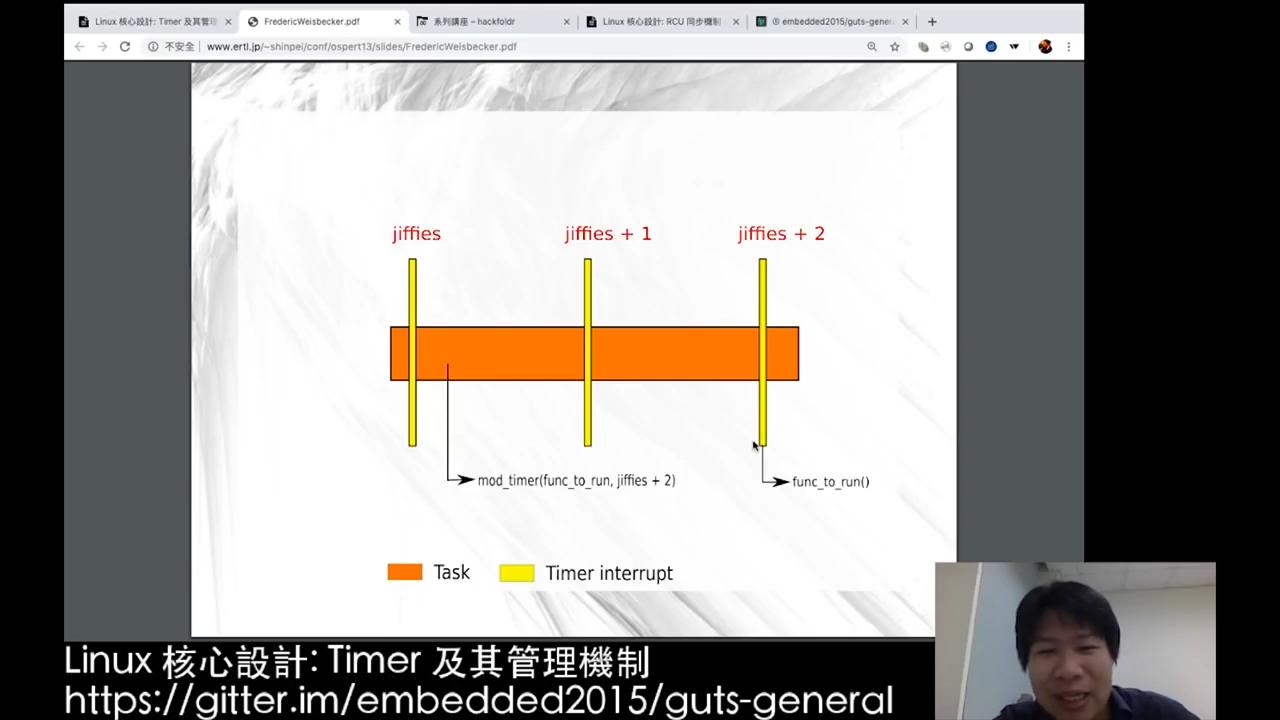 Linux 核心設計: Timer 及其管理
FredericWeisbecker.pdf
系列講座 – hackfoldr
Linux 核心設計: RCU 同步機制
embedded2015/guts-gener
不安全
www.ertl.jp/~shinpei/conf/ospert13/slides/FredericWeisbecker.pdf
jiffies
jiffies + 1
jiffies + 2
mod_timer(func_to_run, jiffies + 2)
func_to_run()
Task
Timer interrupt
Linux 核心設計: Timer 及其管理機制
https://gitter.im/embedded2015/guts-general